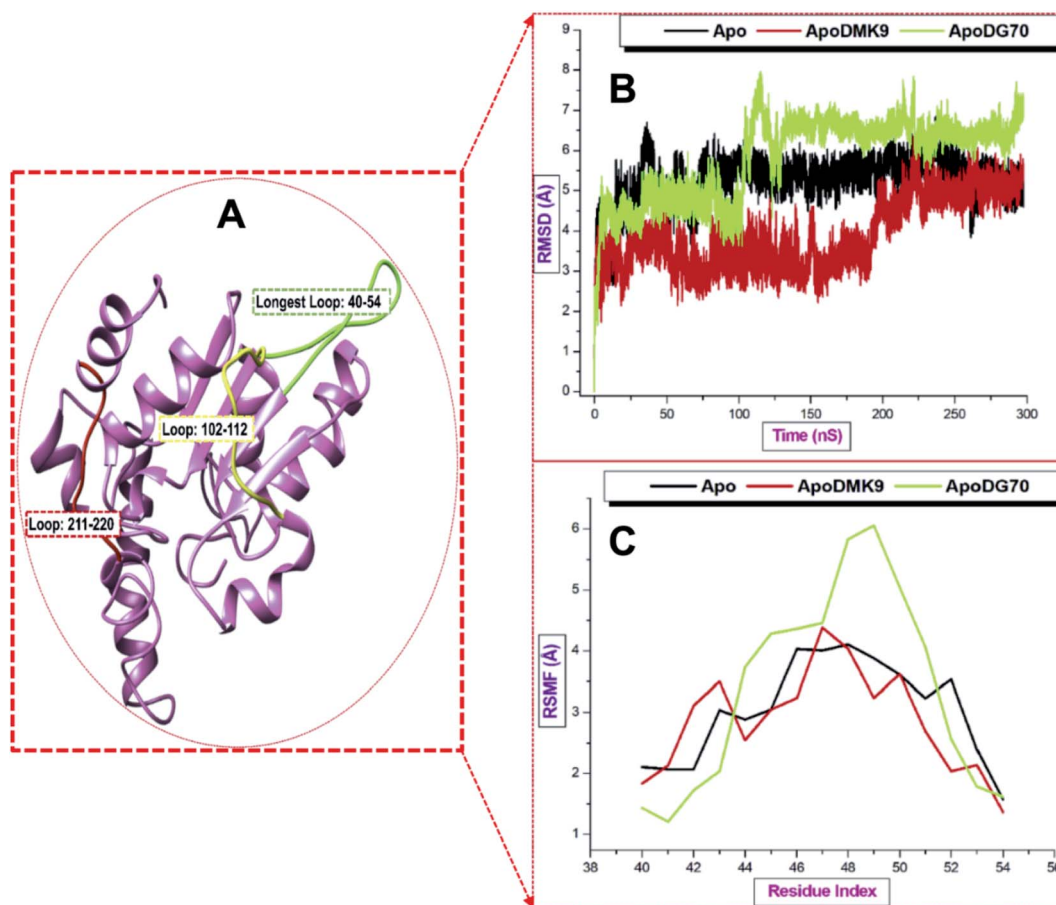 A
Longest Loop: 40-54
Loop: 102-112
Loop: 211-220
Apo ApoDMK9 ApoDG70
B
RMSD (Å)
9
8
7
6
5
4
3
2
1
0
0 50 100 150 200 250 300
Time (nS)
Apo ApoDMK9 ApoDG70
C
RSMF (Å)
6
5
4
3
2
1
38 40 42 44 46 48 50 52 54 56
Residue Index